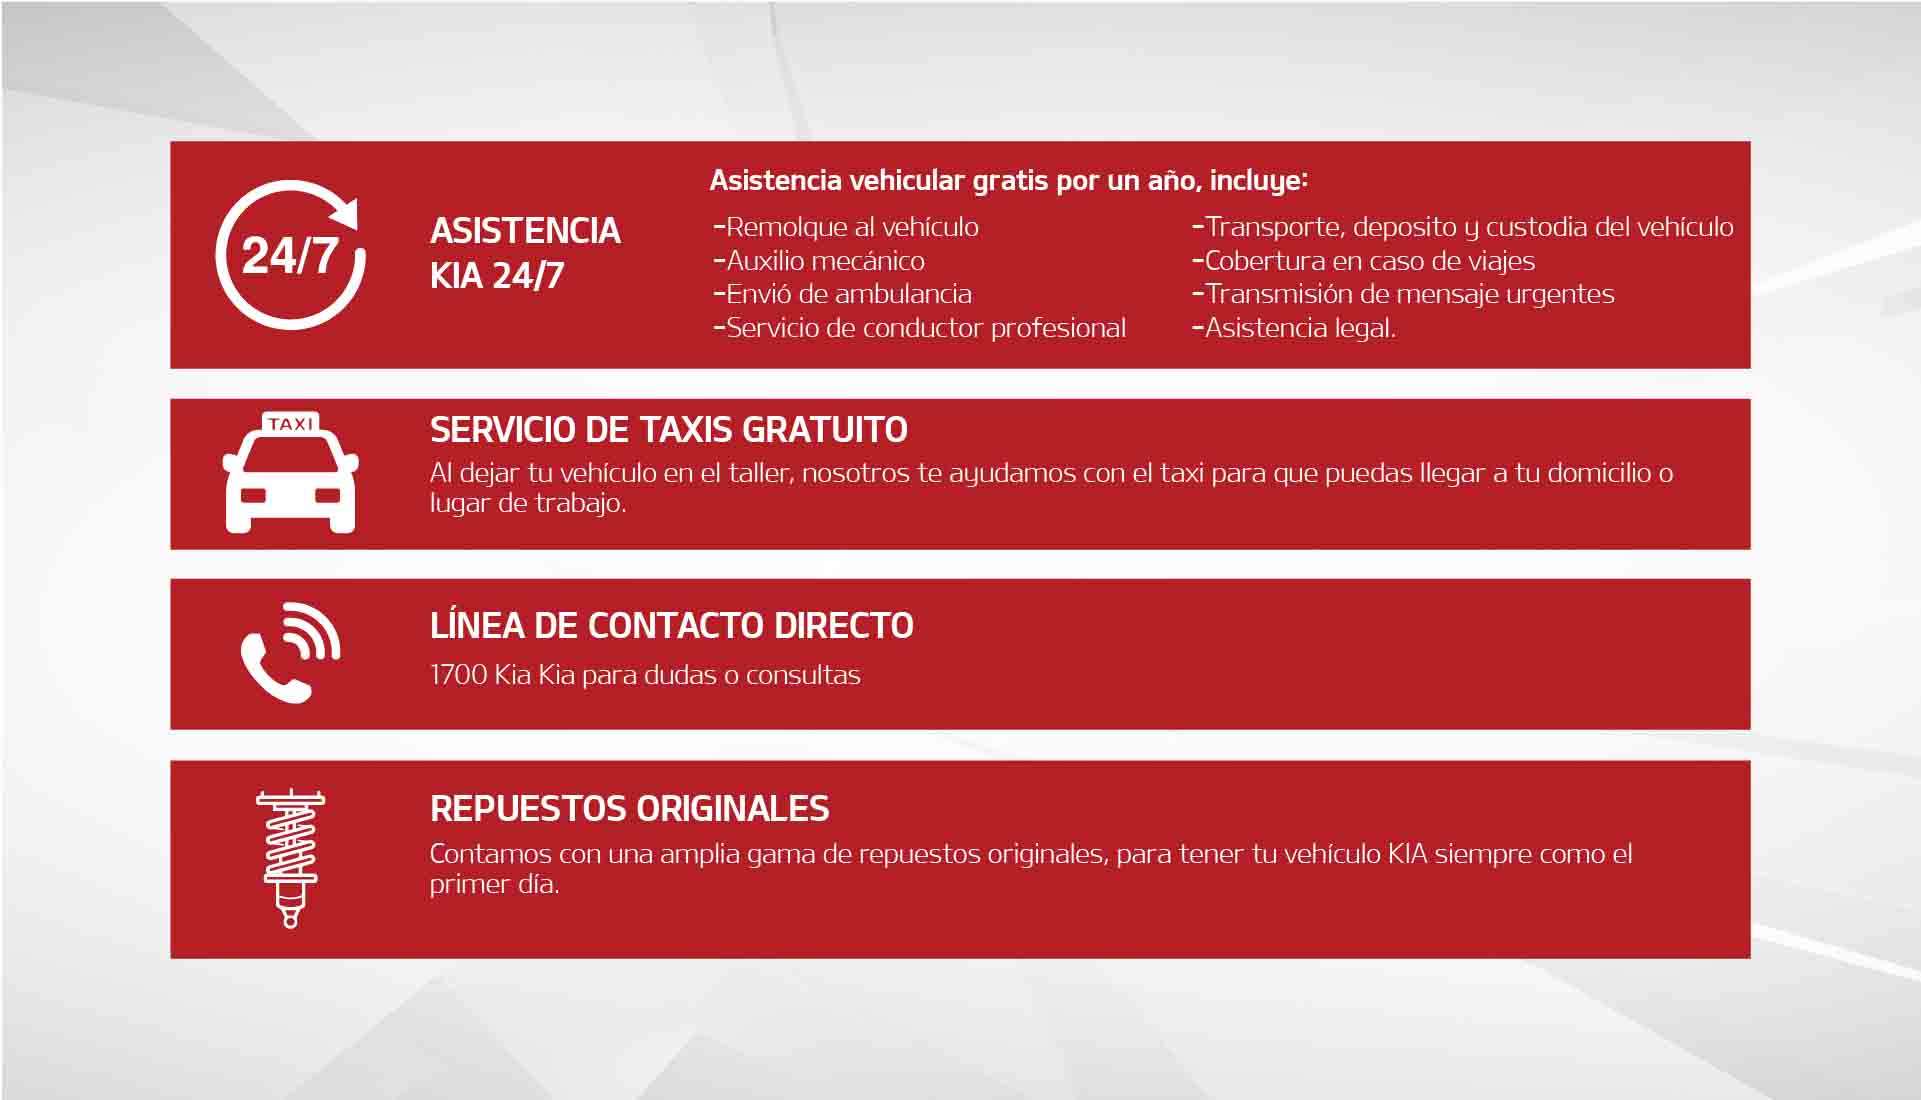 24/7
ASISTENCIA
KIA 24/7
Asistencia vehicular gratis por un año, incluye:
-Remolque al vehículo
-Auxilio mecánico
-Envió de ambulancia
-Servicio de conductor profesional
-Transporte, deposito y custodia del vehículo
-Cobertura en caso de viajes
-Transmisión de mensaje urgentes
-Asistencia legal.
TAXI
SERVICIO DE TAXIS GRATUITO
Al dejar tu vehículo en el taller, nosotros te ayudamos con el taxi para que puedas llegar a tu domicilio o
lugar de trabajo.
LÍNEA DE CONTACTO DIRECTO
1700 Kia Kia para dudas o consultas
REPUESTOS ORIGINALES
Contamos con una amplia gama de repuestos originales, para tener tu vehículo KIA siempre como el
primer día.